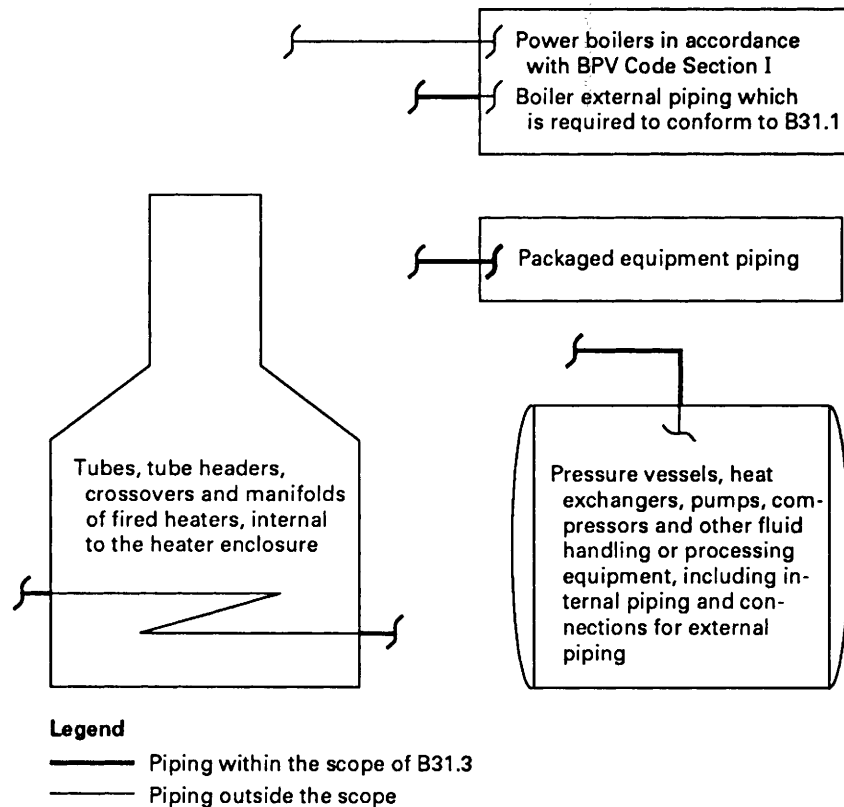 Power boilers in accordance
with BPV Code Section I
Boiler external piping which
is required to conform to B31.1
Packaged equipment piping
Tubes, tube headers,
crossovers and manifolds
of fired heaters, internal
to the heater enclosure
Pressure vessels, heat
exchangers, pumps, com-
pressors and other fluid
handling or processing
equipment, including in-
ternal piping and con-
nections for external
piping
Legend
Piping within the scope of B31.3
Piping outside the scope